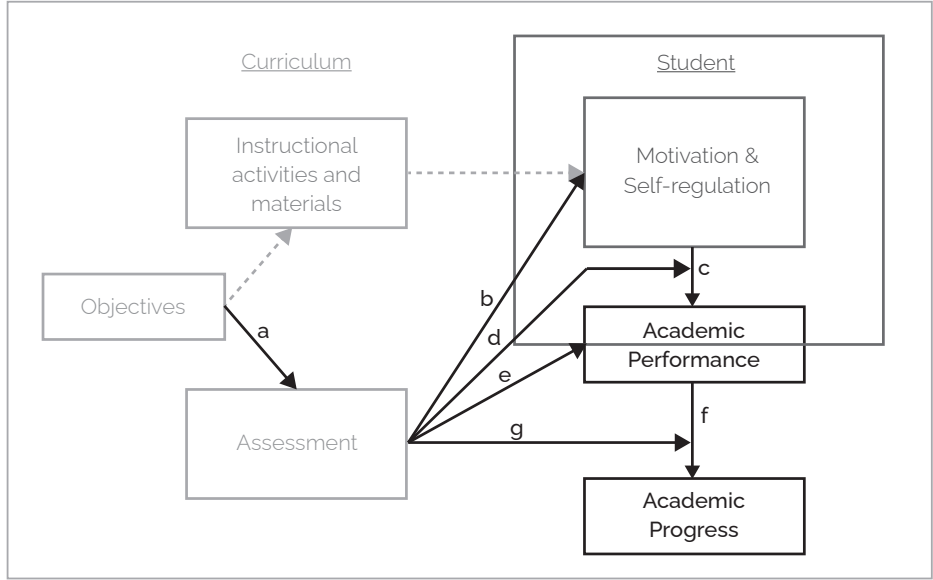 Curriculum
Student
Instructional
activities and
materials
Motivation &
Self-regulation
Objectives
a
b
c
d
e
Academic
Performance
f
g
Assessment
Academic
Progress